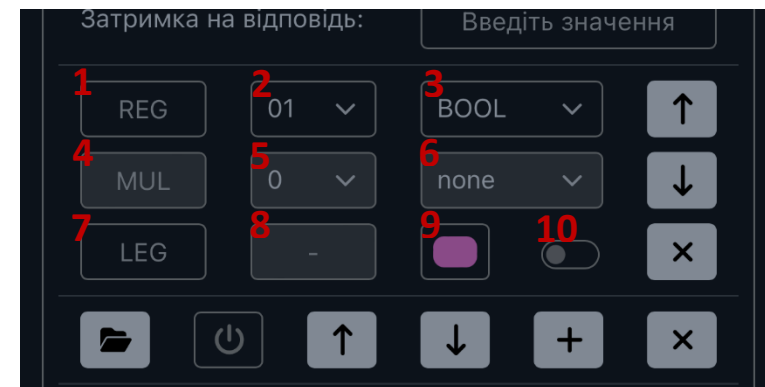 Затримка на відповідь: Введіть значення
1 REG 2 01 3 BOOL
4 MUL 5 0 6 none
7 LEG 8 - 9 10